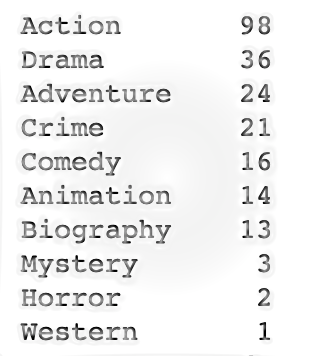 Action 98
Drama 36
Adventure 24
Crime 21
Comedy 16
Animation 14
Biography 13
Mystery 3
Horror 2
Western 1